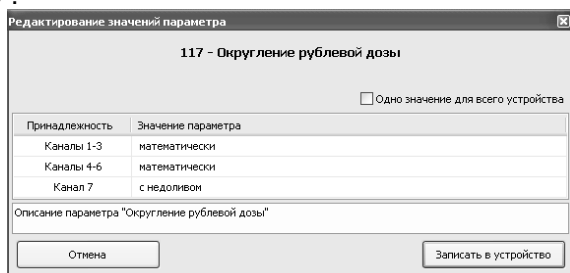 Редактирование значений параметра
117 - Округление рублевой дозы
Одно значение для всего устройства
Принадлежность Значение параметра
Каналы 1-3 математически
Каналы 4-6 математически
Канал 7 с недоливом
Описание параметра "Округление рублевой дозы"
Отмена Записать в устройство